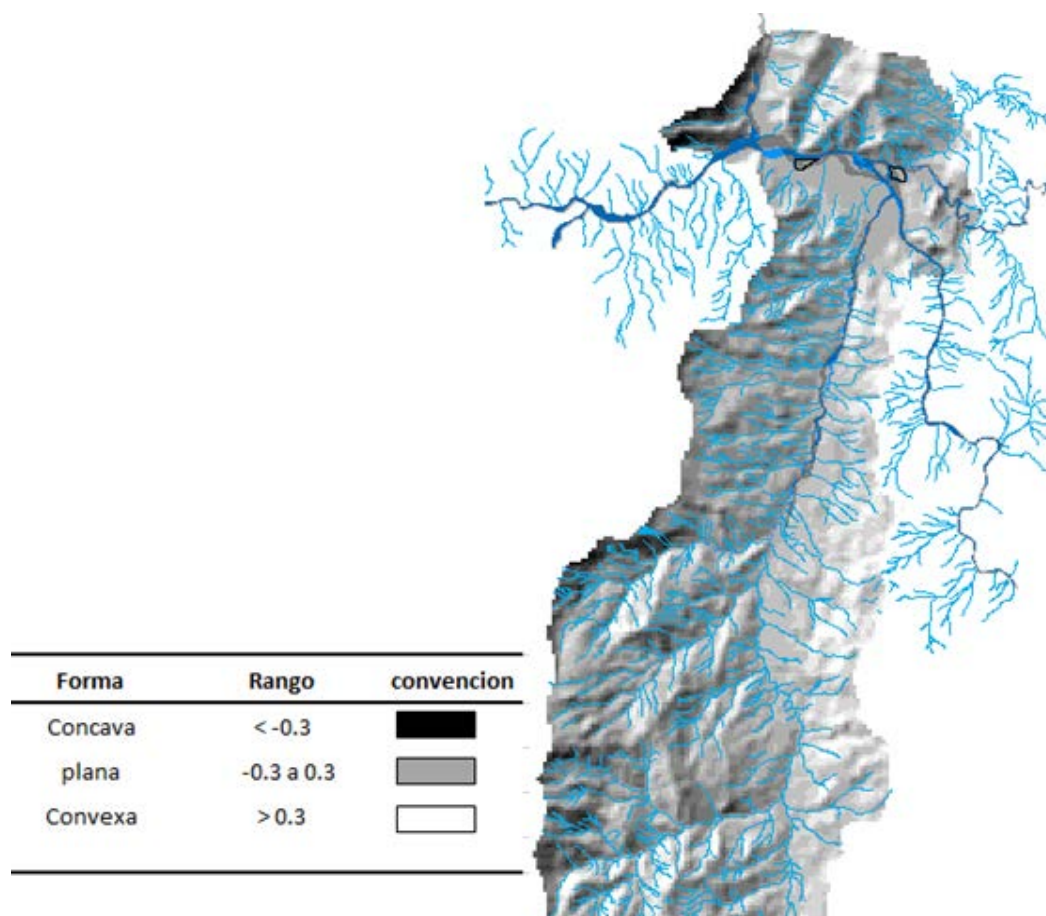 Forma Rango convencion
Concava < -0.3
plana -0.3 a 0.3
Convexa > 0.3